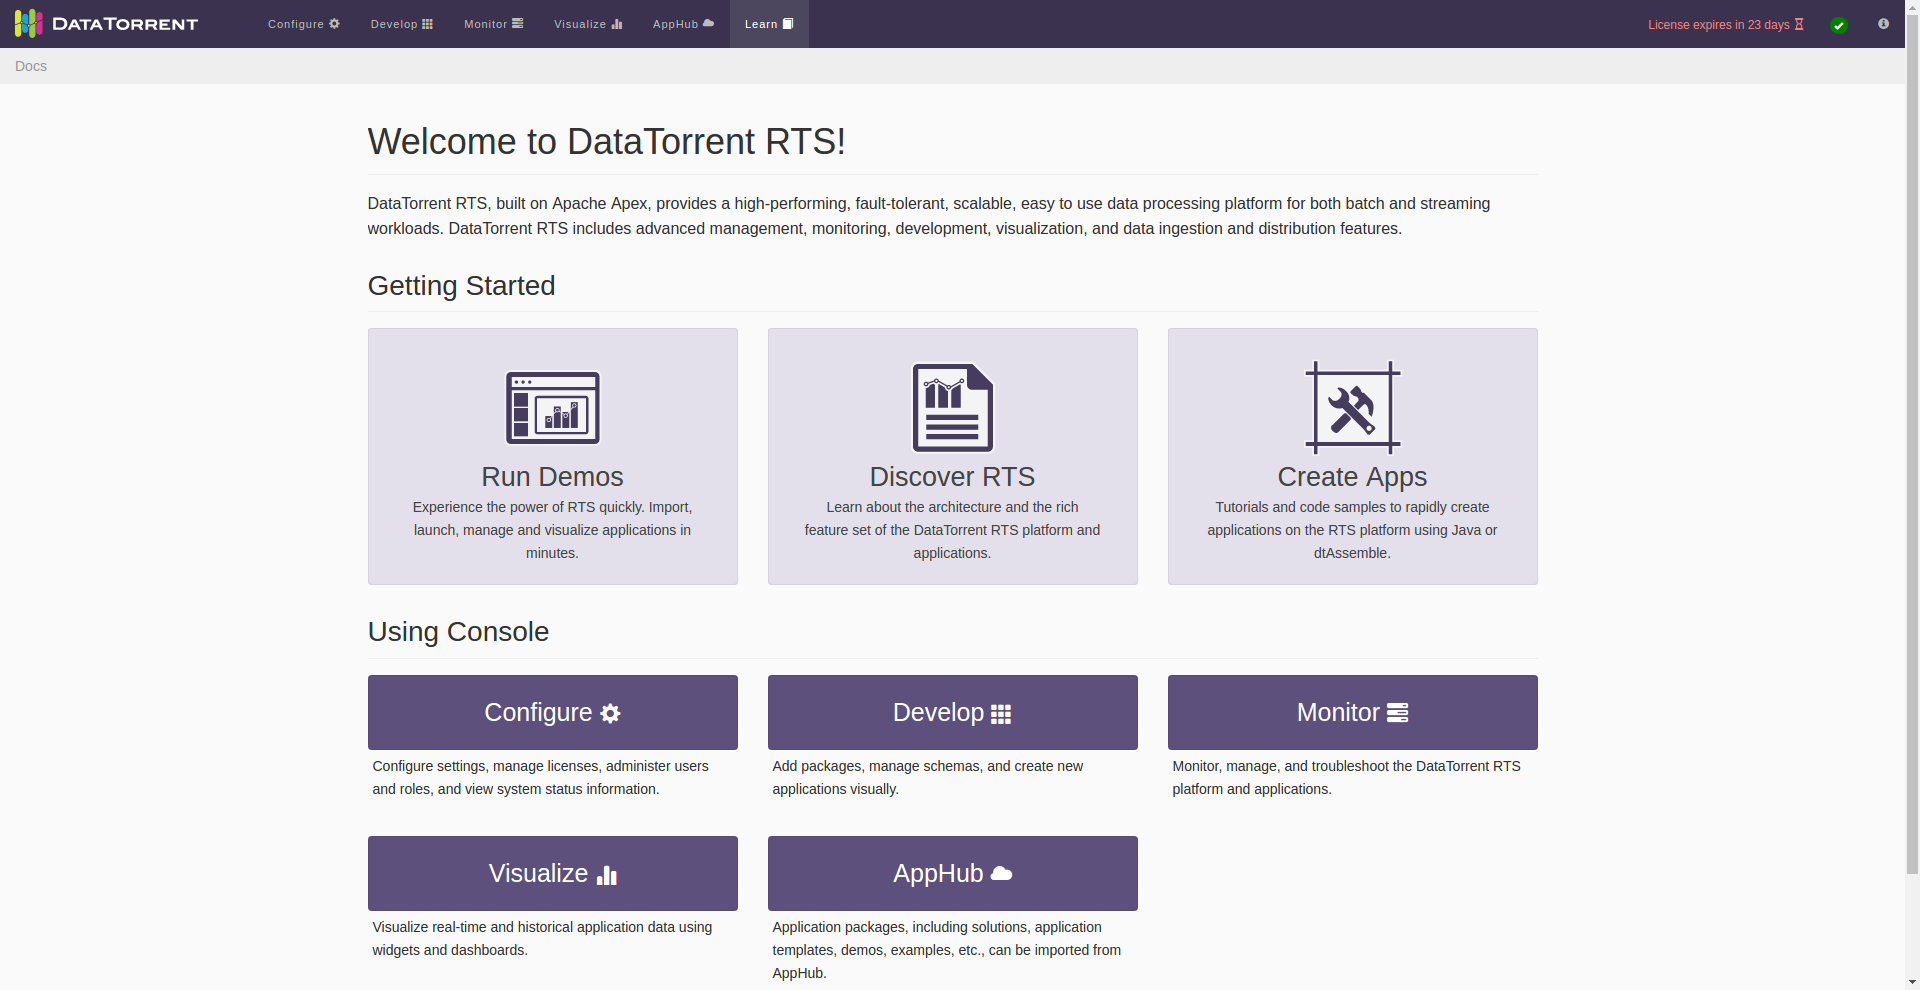 DATATORRENT
Configure
Develop
Monitor
Visualize
AppHub
Learn
License expires in 23 days
Docs
Welcome to DataTorrent RTS!
DataTorrent RTS, built on Apache Apex, provides a high-performing, fault-tolerant, scalable, easy to use data processing platform for both batch and streaming
workloads. DataTorrent RTS includes advanced management, monitoring, development, visualization, and data ingestion and distribution features.
Getting Started
Run Demos
Experience the power of RTS quickly. Import,
launch, manage and visualize applications in
minutes.
Discover RTS
Learn about the architecture and the rich
feature set of the DataTorrent RTS platform and
applications.
Create Apps
Tutorials and code samples to rapidly create
applications on the RTS platform using Java or
dtAssemble.
Using Console
Configure
Configure settings, manage licenses, administer users
and roles, and view system status information.
Develop
Add packages, manage schemas, and create new
applications visually.
Monitor
Monitor, manage, and troubleshoot the DataTorrent RTS
platform and applications.
Visualize
Visualize real-time and historical application data using
widgets and dashboards.
AppHub
Application packages, including solutions, application
templates, demos, examples, etc., can be imported from
AppHub.